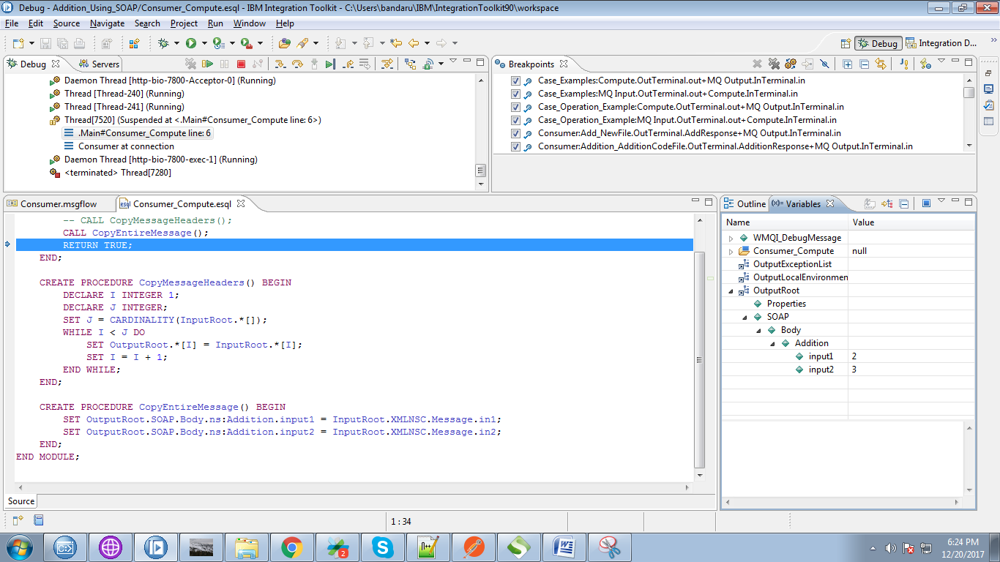 Debug - Addition_Using_SOAP/Consumer_Compute.esql - IBM Integration Toolkit - C:\Users\bandaru\IBM\IntegrationToolkit90\workspace
File Edit Source Navigate Search Project Run Window Help
Debug Integration D...
Debug Servers
Daemon Thread [http-bio-7800-Acceptor-0] (Running)
Thread [Thread-240] (Running)
Thread [Thread-241] (Running)
Thread[7520] (Suspended at <.Main#Consumer_Compute line: 6>)
.Main#Consumer_Compute line: 6
Consumer at connection
Daemon Thread [http-bio-7800-exec-1] (Running)
<terminated> Thread[7280]
Breakpoints
Case_Examples:Compute.OutTerminal.out+MQ Output.InTerminal.in
Case_Examples:MQ Input.OutTerminal.out+Compute.InTerminal.in
Case_Operation_Example:Compute.OutTerminal.out+MQ Output.InTerminal.in
Case_Operation_Example:MQ Input.OutTerminal.out+Compute.InTerminal.in
Consumer:Add_NewFile.OutTerminal.AddResponse+MQ Output.InTerminal.in
Consumer:Addition_AdditionCodeFile.OutTerminal.AdditionResponse+MQ Output.InTerminal.in
Consumer.msgflow esql Consumer_Compute.esql
-- CALL CopyMessageHeaders();
CALL CopyEntireMessage();
RETURN TRUE;
END;
CREATE PROCEDURE CopyMessageHeaders() BEGIN
DECLARE I INTEGER 1;
DECLARE J INTEGER;
SET J = CARDINALITY(InputRoot.*[]);
WHILE I < J DO
SET OutputRoot.*[I] = InputRoot.*[I];
SET I = I + 1;
END WHILE;
END;
CREATE PROCEDURE CopyEntireMessage() BEGIN
SET OutputRoot.SOAP.Body.ns:Addition.input1 = InputRoot.XMLNSC.Message.in1;
SET OutputRoot.SOAP.Body.ns:Addition.input2 = InputRoot.XMLNSC.Message.in2;
END;
END MODULE;
Source
Outline (x)= Variables
Name Value
WMQI_DebugMessage
Consumer_Compute null
OutputExceptionList
OutputLocalEnvironmen
OutputRoot
Properties
SOAP
Body
Addition
input1 2
input2 3
1 : 34
2
6:24 PM
12/20/2017